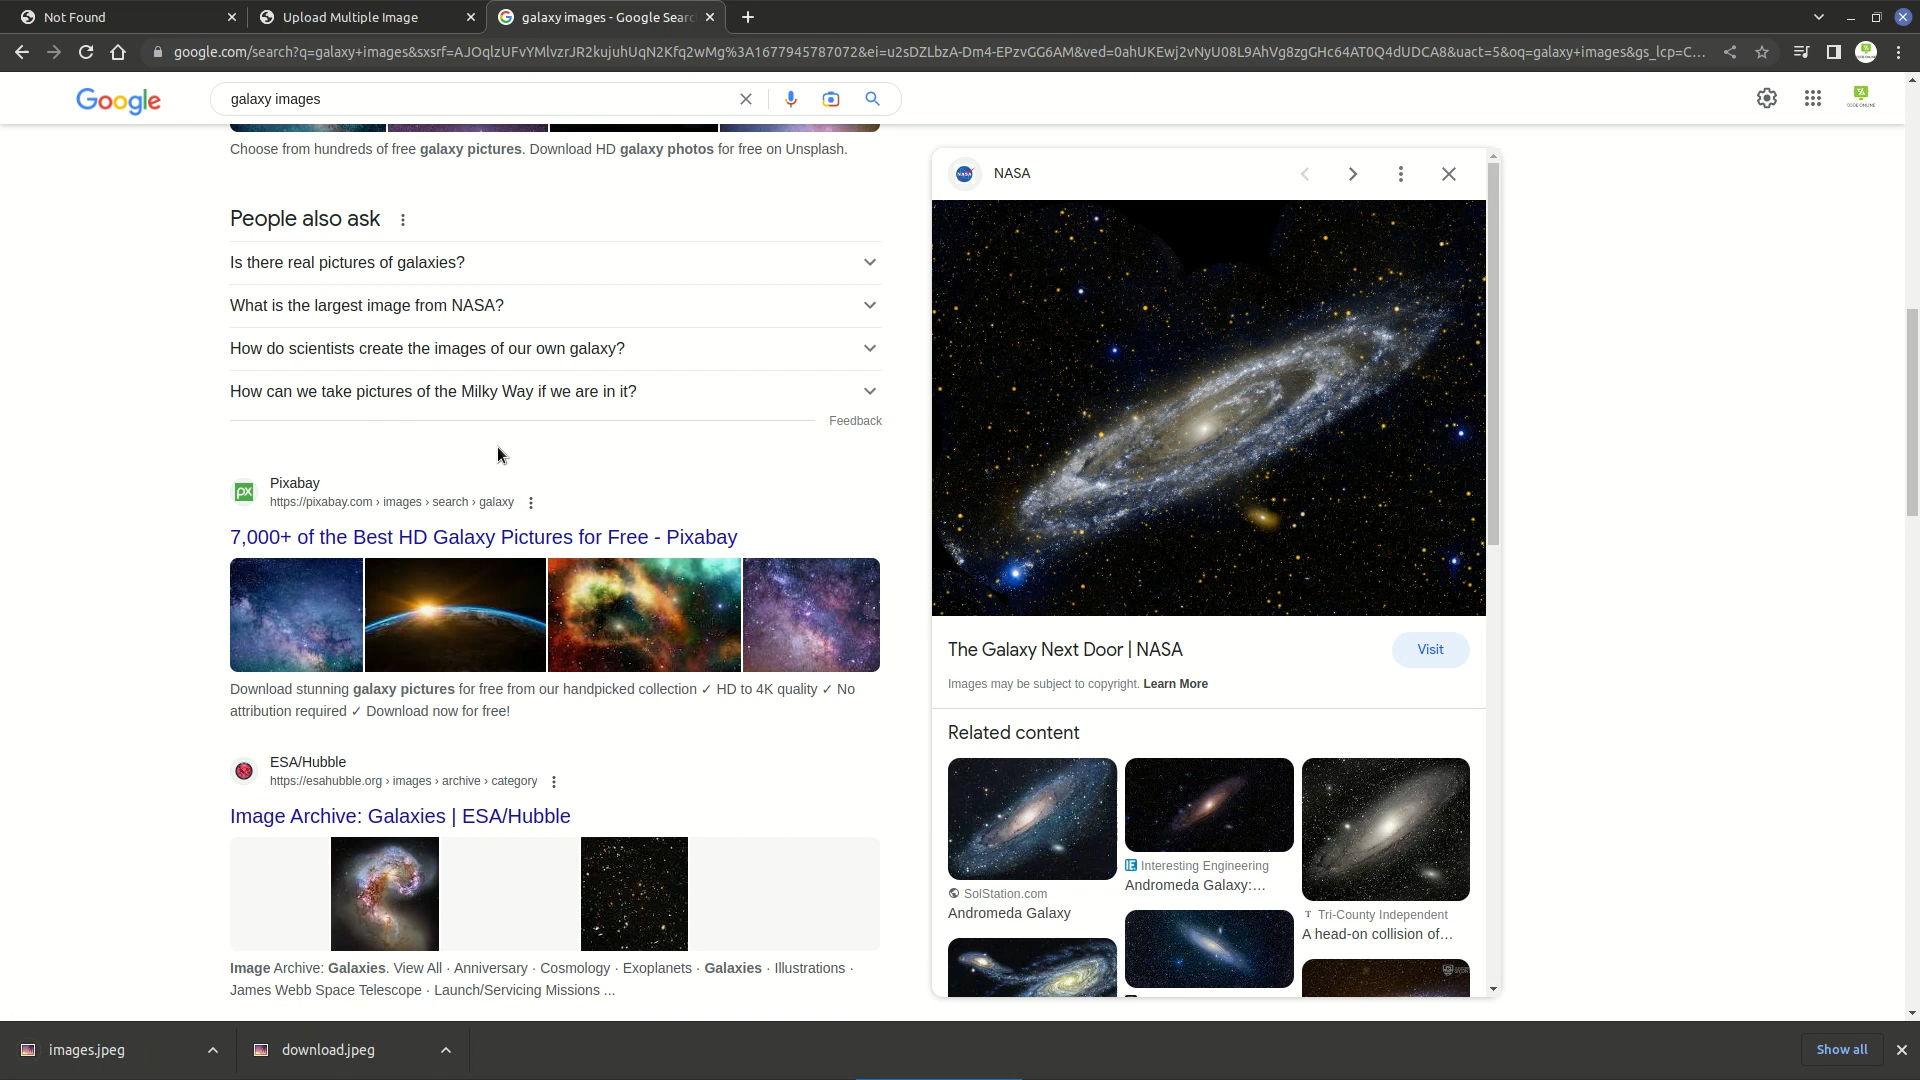 Not Found
Upload Multiple Image
galaxy images - Google Searc
google.com/search?q=galaxy+images&sxsrf=AJOqlzUFvYMlvzrJR2kujuhUqN2Kfq2wMg%3A1677945787072&ei=u2sDZLbzA-Dm4-EPzvGG6AM&ved=0ahUKEwj2vNyU08L9AhVg8zgGHc64AT0Q4dUDCA8&uact=5&oq=galaxy+images&gs_lcp=C...
Google
galaxy images
CODE ONLINE
Choose from hundreds of free galaxy pictures. Download HD galaxy photos for free on Unsplash.
People also ask
Is there real pictures of galaxies?
What is the largest image from NASA?
How do scientists create the images of our own galaxy?
How can we take pictures of the Milky Way if we are in it?
Feedback
px
Pixabay
https://pixabay.com › images › search › galaxy
7,000+ of the Best HD Galaxy Pictures for Free - Pixabay
Download stunning galaxy pictures for free from our handpicked collection ✓ HD to 4K quality ✓ No
attribution required ✓ Download now for free!
ESA/Hubble
https://esahubble.org › images › archive › category
Image Archive: Galaxies | ESA/Hubble
Image Archive: Galaxies. View All · Anniversary · Cosmology · Exoplanets · Galaxies · Illustrations ·
James Webb Space Telescope · Launch/Servicing Missions ...
NASA
NASA
The Galaxy Next Door | NASA
Visit
Images may be subject to copyright. Learn More
Related content
SolStation.com
Andromeda Galaxy
IE Interesting Engineering
Andromeda Galaxy:...
T Tri-County Independent
A head-on collision of...
images.jpeg
download.jpeg
Show all